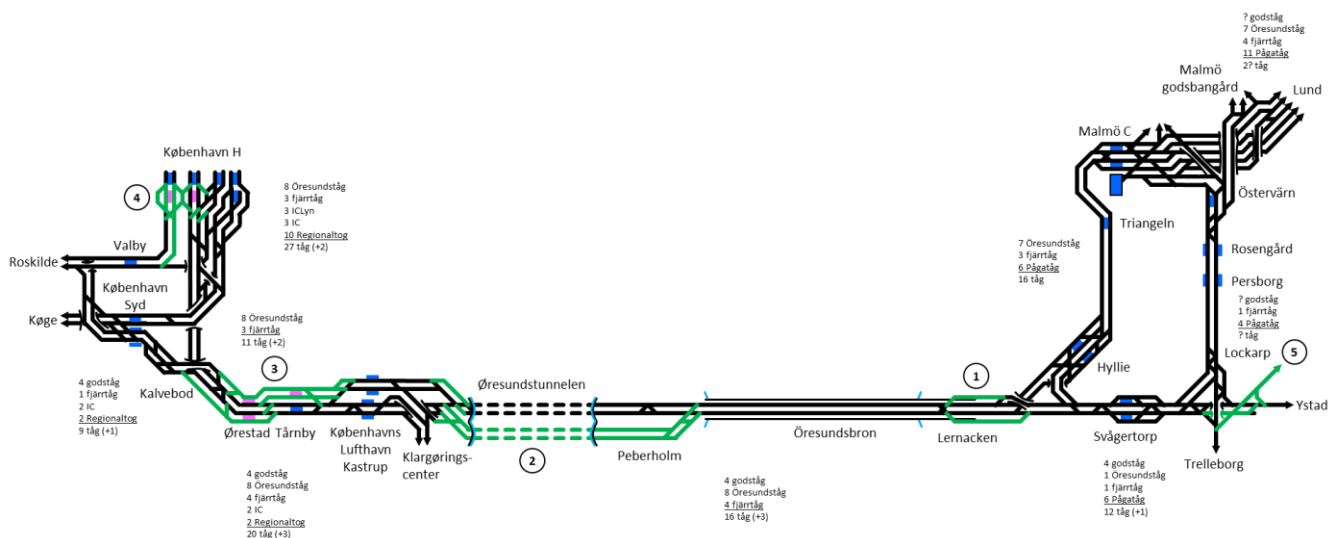 ? godståg
7 Öresundståg
4 fjärrtåg
11 Pågatåg
2? tåg
Malmö
godsbangård
Lund
Malmö C
København H
4
8 Öresundståg
3 fjärrtåg
3 ICLyn
3 IC
10 Regionaltog
27 tåg (+2)
Östervärn
Triangeln
Valby
Roskilde
7 Öresundståg
3 fjärrtåg
6 Pågatåg
16 tåg
Rosengård
København
Syd
Persborg
Køge
? godståg
1 fjärrtåg
4 Pågatåg
? tåg
8 Öresundståg
3 fjärrtåg
11 tåg (+2)
Lockarp
5
3
Hyllie
4 godståg
1 fjärrtåg
2 IC
2 Regionaltog
9 tåg (+1)
Kalvebod
Øresundstunnelen
1
Ystad
Ørestad
Tårnby
Københavns
Lufthavn
Kastrup
Klargørings-
center
2
Peberholm
Öresundsbron
Lernacken
Svågertorp
Trelleborg
4 godståg
8 Öresundståg
4 fjärrtåg
2 IC
2 Regionaltog
20 tåg (+3)
4 godståg
8 Öresundståg
4 fjärrtåg
16 tåg (+3)
4 godståg
1 Öresundståg
1 fjärrtåg
6 Pågatåg
12 tåg (+1)